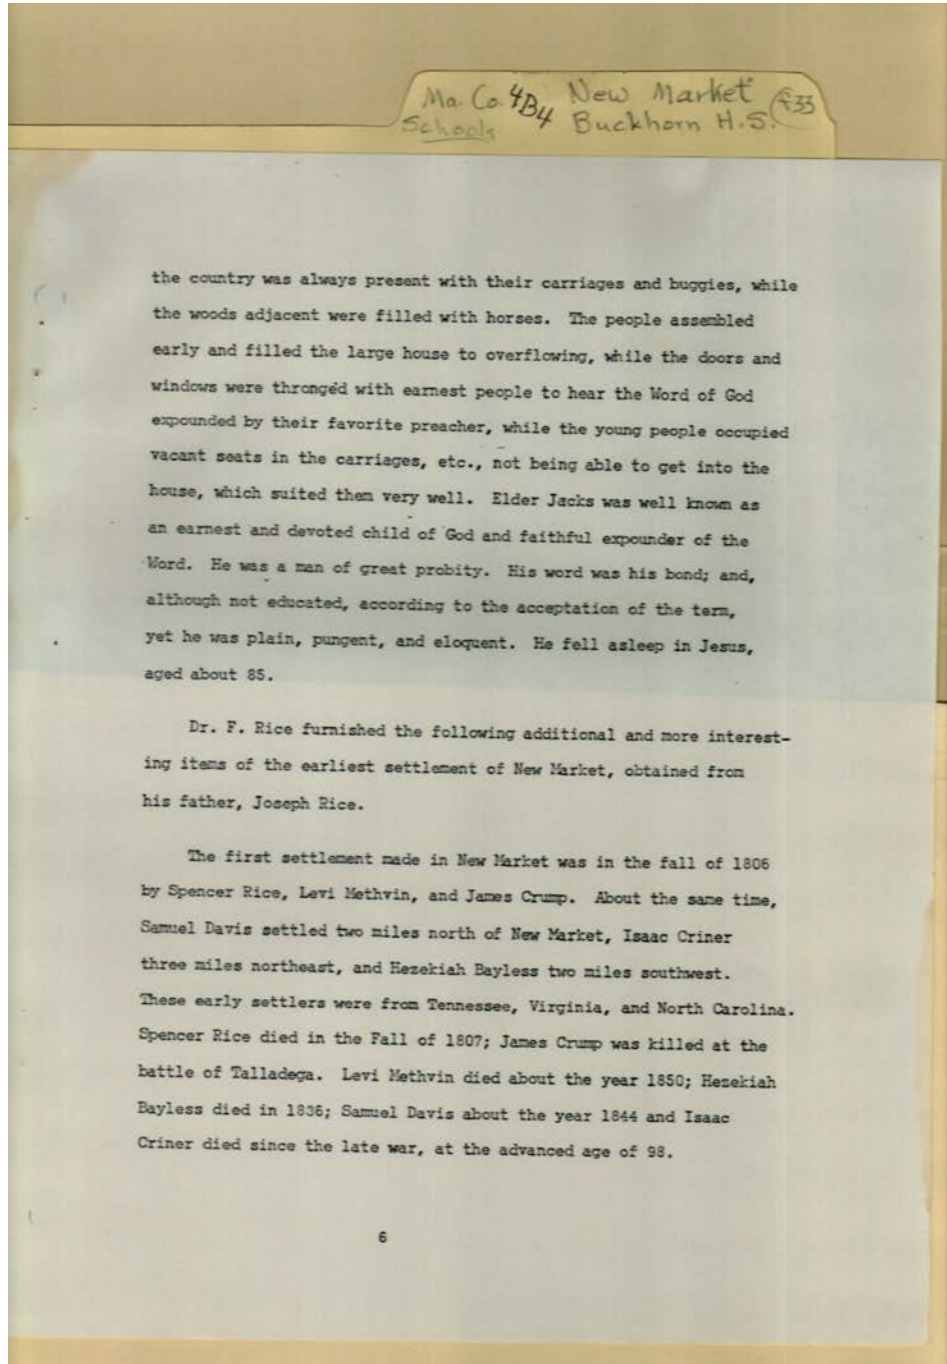 Ma. Co. 4B4 New Market
Schools Buckhorn H.S.
the country was always present with their carriages and buggies, while
the woods adjacent were filled with horses. The people assembled
early and filled the large house to overflowing, while the doors and
windows were thronged with earnest people to hear the Word of God
expounded by their favorite preacher, while the young people occupied
vacant seats in the carriages, etc., not being able to get into the
house, which suited them very well. Elder Jacks was well known as
an earnest and devoted child of God and faithful expounder of the
Word. He was a man of great probity. His word was his bond; and,
although not educated, according to the acceptation of the term,
yet he was plain, pungent, and eloquent. He fell asleep in Jesus,
aged about 85.
Dr. F. Rice furnished the following additional and more interest-
ing items of the earliest settlement of New Market, obtained from
his father, Joseph Rice.
The first settlement made in New Market was in the fall of 1806
by Spencer Rice, Levi Methvin, and James Crump. About the same time,
Samuel Davis settled two miles north of New Market, Isaac Criner
three miles northeast, and Hezekiah Bayless two miles southwest.
These early settlers were from Tennessee, Virginia, and North Carolina.
Spencer Rice died in the Fall of 1807; James Crump was killed at the
battle of Talladega. Levi Methvin died about the year 1850; Hezekiah
Bayless died in 1836; Samuel Davis about the year 1844 and Isaac
Criner died since the late war, at the advanced age of 98.
6